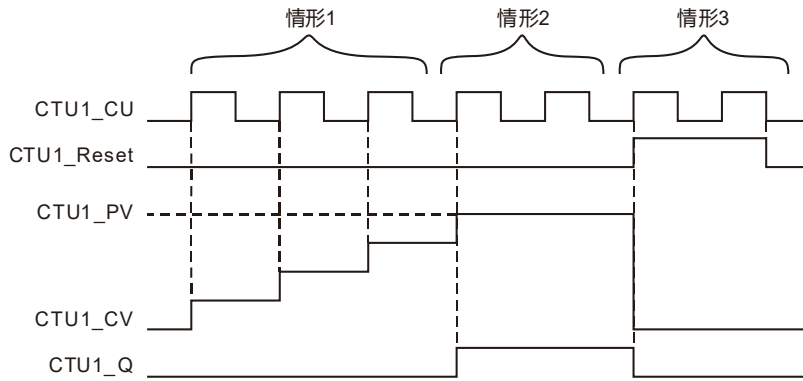 情形1
情形2
情形3
CTU1_CU
CTU1_Reset
CTU1_PV
CTU1_CV
CTU1_Q